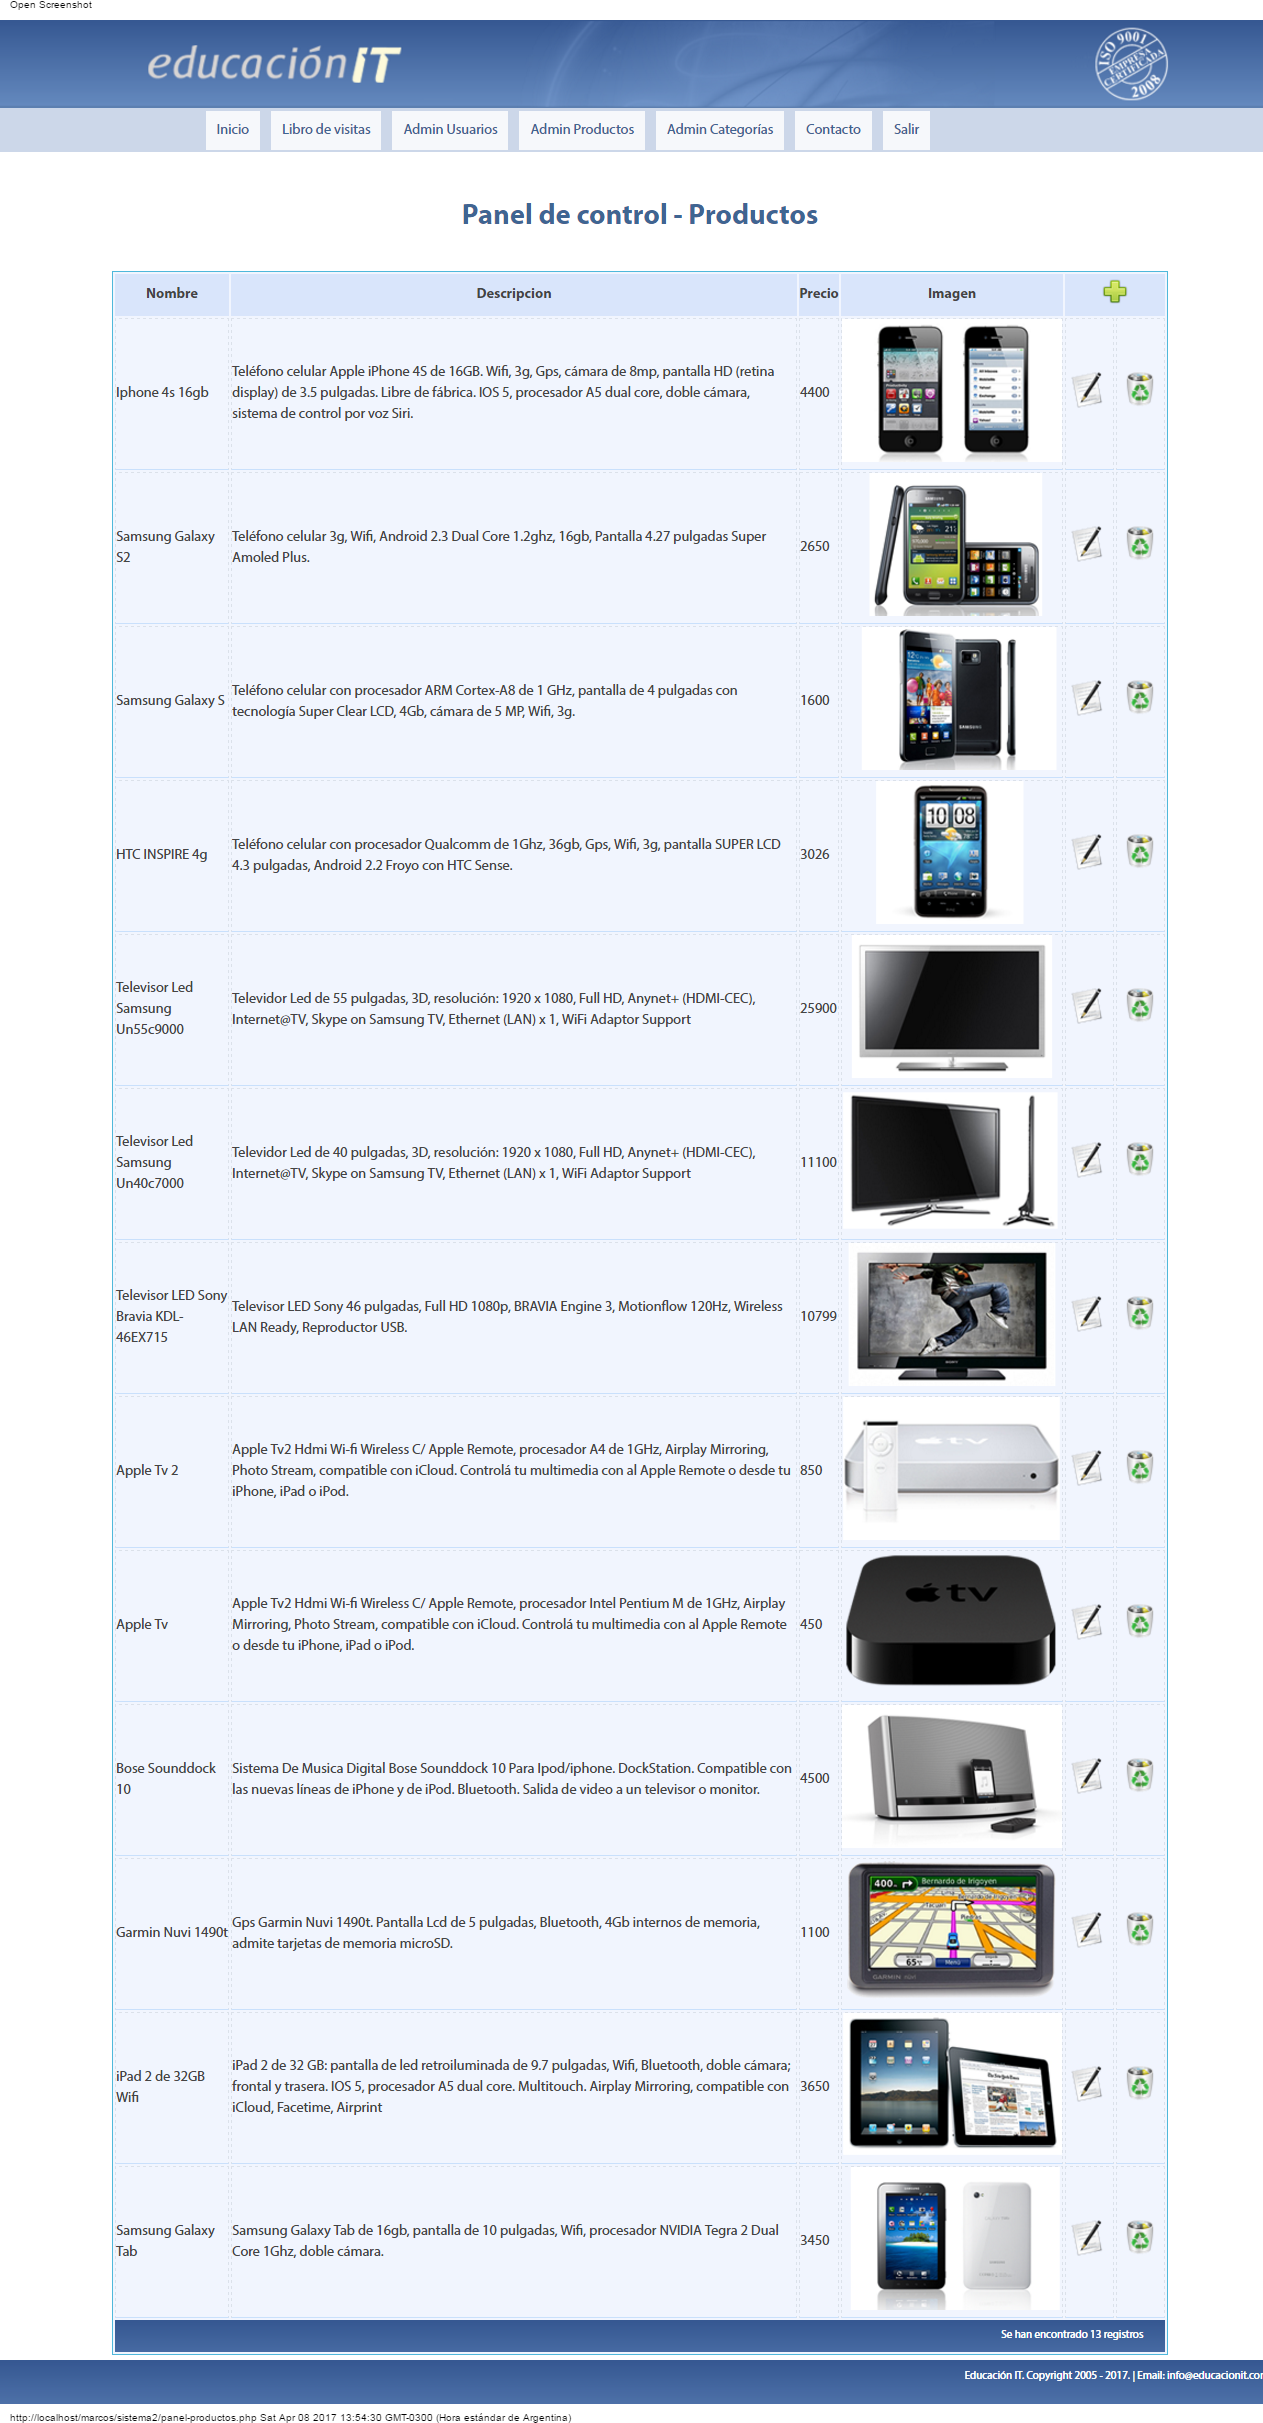 Open Screenshot
educaciónIT
ISO 9001
EMPRESA
CERTIFICADA
2008
Inicio Libro de visitas Admin Usuarios Admin Productos Admin Categorías Contacto Salir
Panel de control - Productos
Nombre Descripcion Precio Imagen
Iphone 4s 16gb
Teléfono celular Apple iPhone 4S de 16GB. Wifi, 3g, Gps, cámara de 8mp, pantalla HD (retina
display) de 3.5 pulgadas. Libre de fábrica. IOS 5, procesador A5 dual core, doble cámara,
sistema de control por voz Siri.
4400
Samsung Galaxy
S2
Teléfono celular 3g, Wifi, Android 2.3 Dual Core 1.2ghz, 16gb, Pantalla 4.27 pulgadas Super
Amoled Plus.
2650
Samsung Galaxy S
Teléfono celular con procesador ARM Cortex-A8 de 1 GHz, pantalla de 4 pulgadas con
tecnología Super Clear LCD, 4Gb, cámara de 5 MP, Wifi, 3g.
1600
SAMSUNG
HTC INSPIRE 4g
Teléfono celular con procesador Qualcomm de 1Ghz, 36gb, Gps, Wifi, 3g, pantalla SUPER LCD
4.3 pulgadas, Android 2.2 Froyo con HTC Sense.
3026
10 08
Televisor Led
Samsung
Un55c9000
Televidor Led de 55 pulgadas, 3D, resolución: 1920 x 1080, Full HD, Anynet+ (HDMI-CEC),
Internet@TV, Skype on Samsung TV, Ethernet (LAN) x 1, WiFi Adaptor Support
25900
Televisor Led
Samsung
Un40c7000
Televidor Led de 40 pulgadas, 3D, resolución: 1920 x 1080, Full HD, Anynet+ (HDMI-CEC),
Internet@TV, Skype on Samsung TV, Ethernet (LAN) x 1, WiFi Adaptor Support
11100
Televisor LED Sony
Bravia KDL-
46EX715
Televisor LED Sony 46 pulgadas, Full HD 1080p, BRAVIA Engine 3, Motionflow 120Hz, Wireless
LAN Ready, Reproductor USB.
10799
SONY
Apple Tv 2
Apple Tv2 Hdmi Wi-fi Wireless C/ Apple Remote, procesador A4 de 1GHz, Airplay Mirroring,
Photo Stream, compatible con iCloud. Controlá tu multimedia con al Apple Remote o desde tu
iPhone, iPad o iPod.
850
tv
Apple Tv
Apple Tv2 Hdmi Wi-fi Wireless C/ Apple Remote, procesador Intel Pentium M de 1GHz, Airplay
Mirroring, Photo Stream, compatible con iCloud. Controlá tu multimedia con al Apple Remote
o desde tu iPhone, iPad o iPod.
450
tv
Bose Sounddock
10
Sistema De Musica Digital Bose Sounddock 10 Para Ipod/iphone. DockStation. Compatible con
las nuevas líneas de iPhone y de iPod. Bluetooth. Salida de video a un televisor o monitor.
4500
Garmin Nuvi 1490t
Gps Garmin Nuvi 1490t. Pantalla Lcd de 5 pulgadas, Bluetooth, 4Gb internos de memoria,
admite tarjetas de memoria microSD.
1100
400 Bernardo de Irigoyen
65 Menú
GARMIN
iPad 2 de 32GB
Wifi
iPad 2 de 32 GB: pantalla de led retroiluminada de 9.7 pulgadas, Wifi, Bluetooth, doble cámara;
frontal y trasera. IOS 5, procesador A5 dual core. Multitouch. Airplay Mirroring, compatible con
iCloud, Facetime, Airprint
3650
Samsung Galaxy
Tab
Samsung Galaxy Tab de 16gb, pantalla de 10 pulgadas, Wifi, procesador NVIDIA Tegra 2 Dual
Core 1Ghz, doble cámara.
3450
Se han encontrado 13 registros
Educación IT. Copyright 2005 - 2017. | Email: info@educacionit.com
http://localhost/marcos/sistema2/panel-productos.php Sat Apr 08 2017 13:54:30 GMT-0300 (Hora estándar de Argentina)